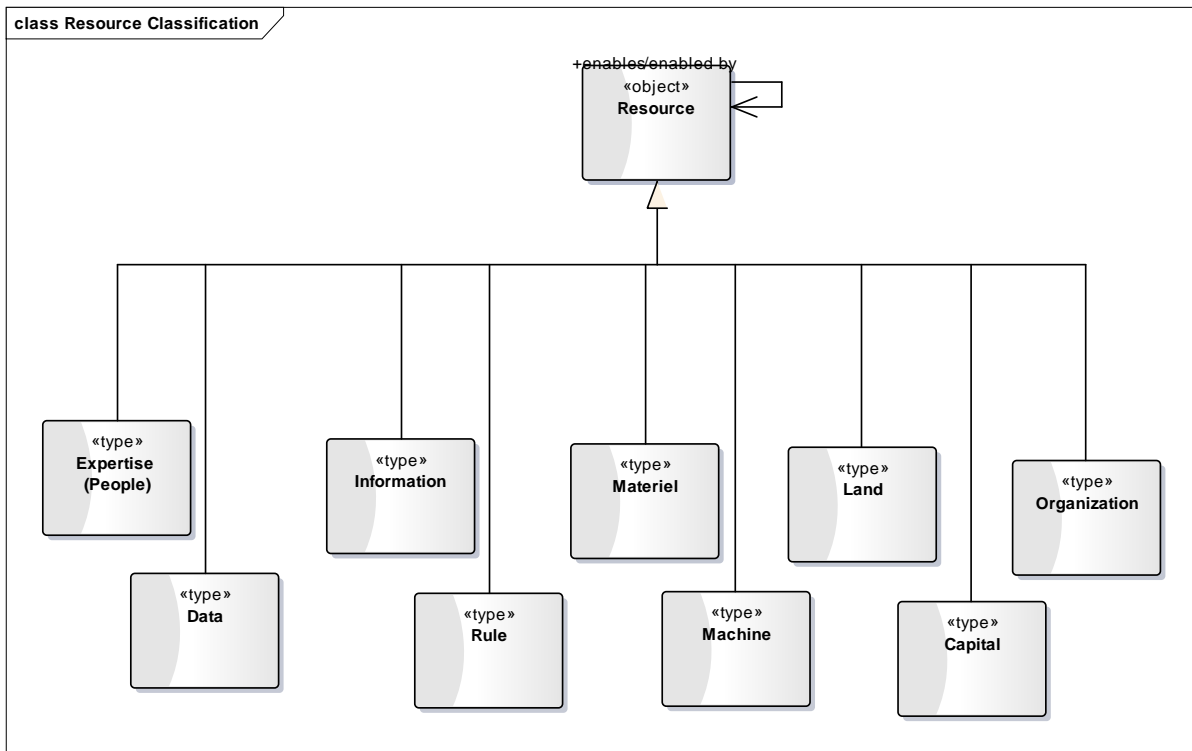 class Resource Classification
+enables/enabled by
«object»
Resource
«type»
Expertise
(People)
«type»
Information
«type»
Materiel
«type»
Land
«type»
Organization
«type»
Data
«type»
Rule
«type»
Machine
«type»
Capital